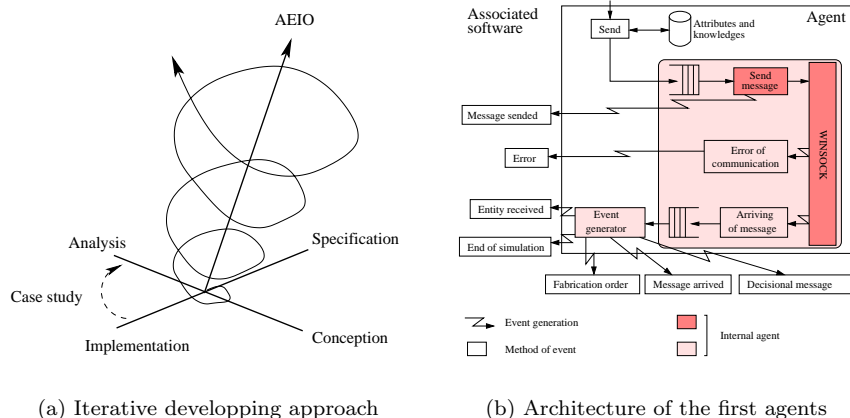 AEIO
Analysis
Specification
Case study
Implementation
Conception
(a) Iterative developping approach
Associated
software
Agent
Send
Attributes and
knowledges
Send
message
Message sended
WINSOCK
Error
Error of
communication
Entity received
Event
generator
Arriving
of message
End of simulation
Fabrication order
Message arrived
Decisional message
Event generation
Method of event
Internal agent
(b) Architecture of the first agents